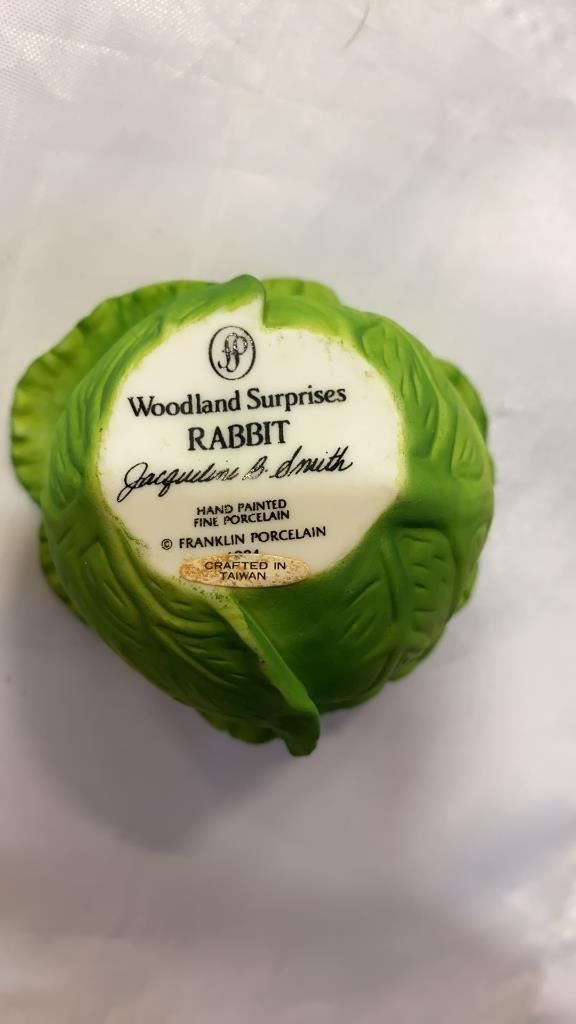 FP
Woodland Surprises
RABBIT
Jacqueline B. Smith
HAND PAINTED
FINE PORCELAIN
© FRANKLIN PORCELAIN
CRAFTED IN
TAIWAN